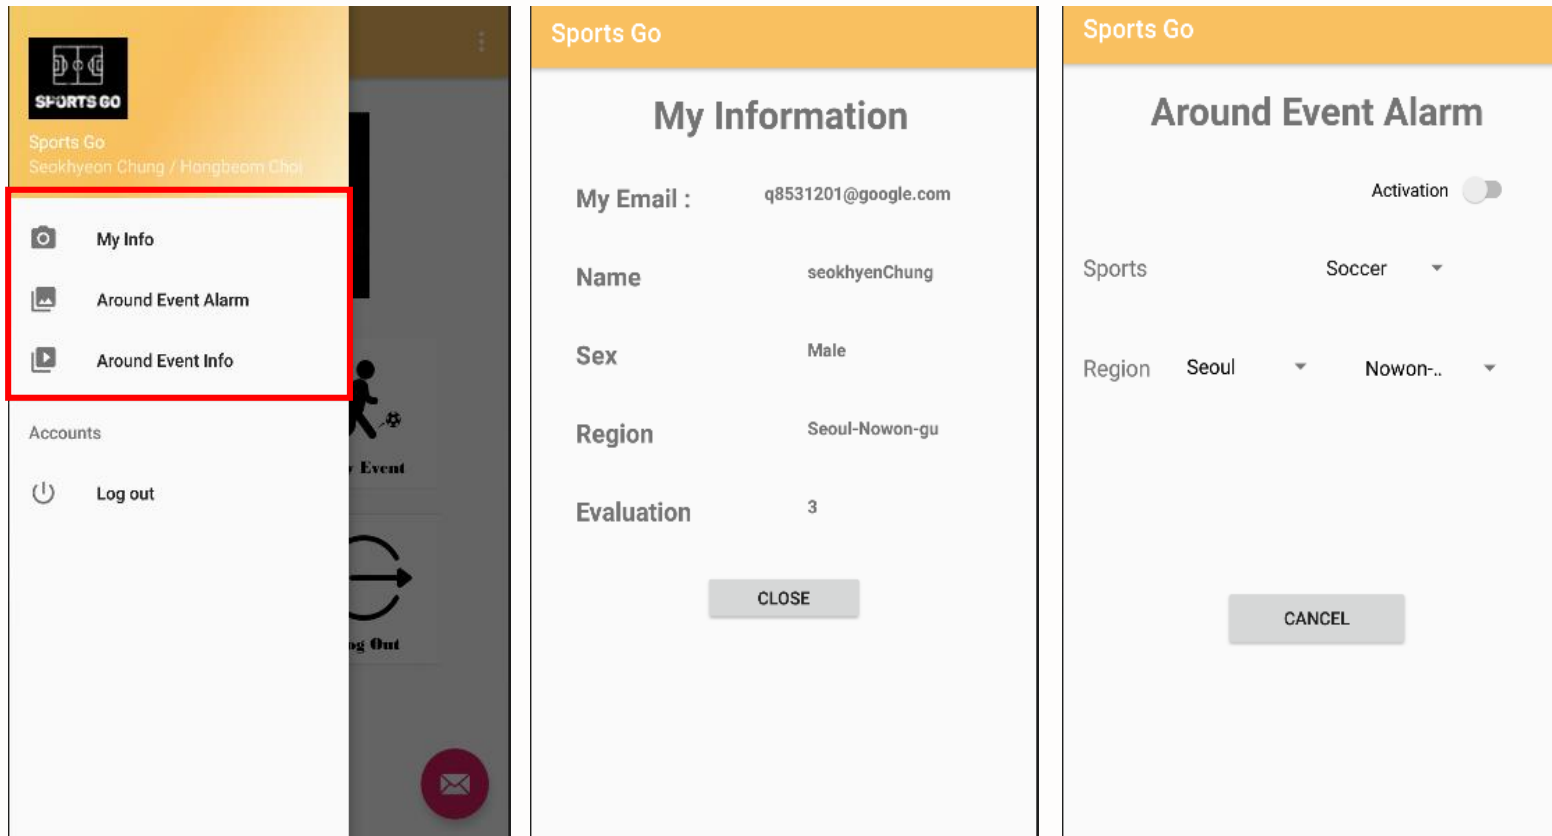 SPORTS GO
Sports Go
Seokhyeon Chung / Hongbeom Choi
My Info
Around Event Alarm
Around Event Info
Accounts
Log out
Event
Out
Sports Go
My Information
My Email : q8531201@google.com
Name seokhyenChung
Sex Male
Region Seoul-Nowon-gu
Evaluation 3
CLOSE
Sports Go
Around Event Alarm
Activation
Sports Soccer
Region Seoul Nowon-..
CANCEL